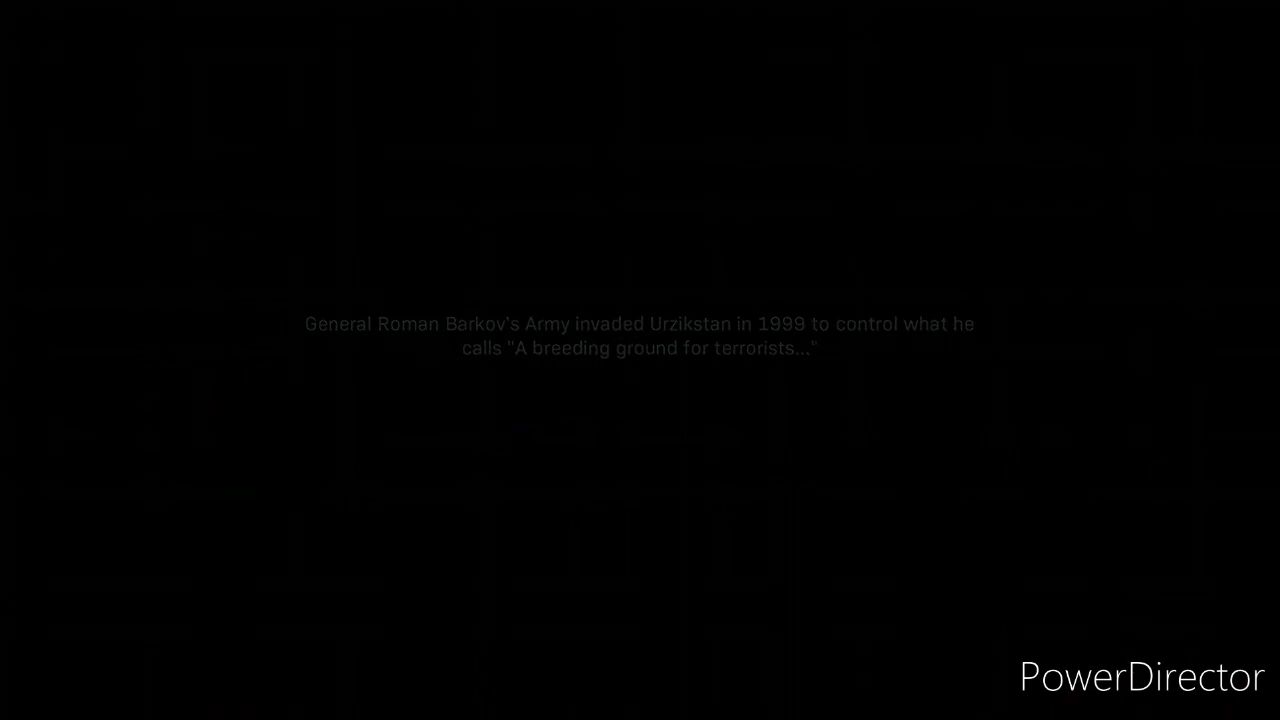 General Roman Barkov's Army invaded Urzikstan in 1999 to control what he
calls "A breeding ground for terrorists..."
PowerDirector